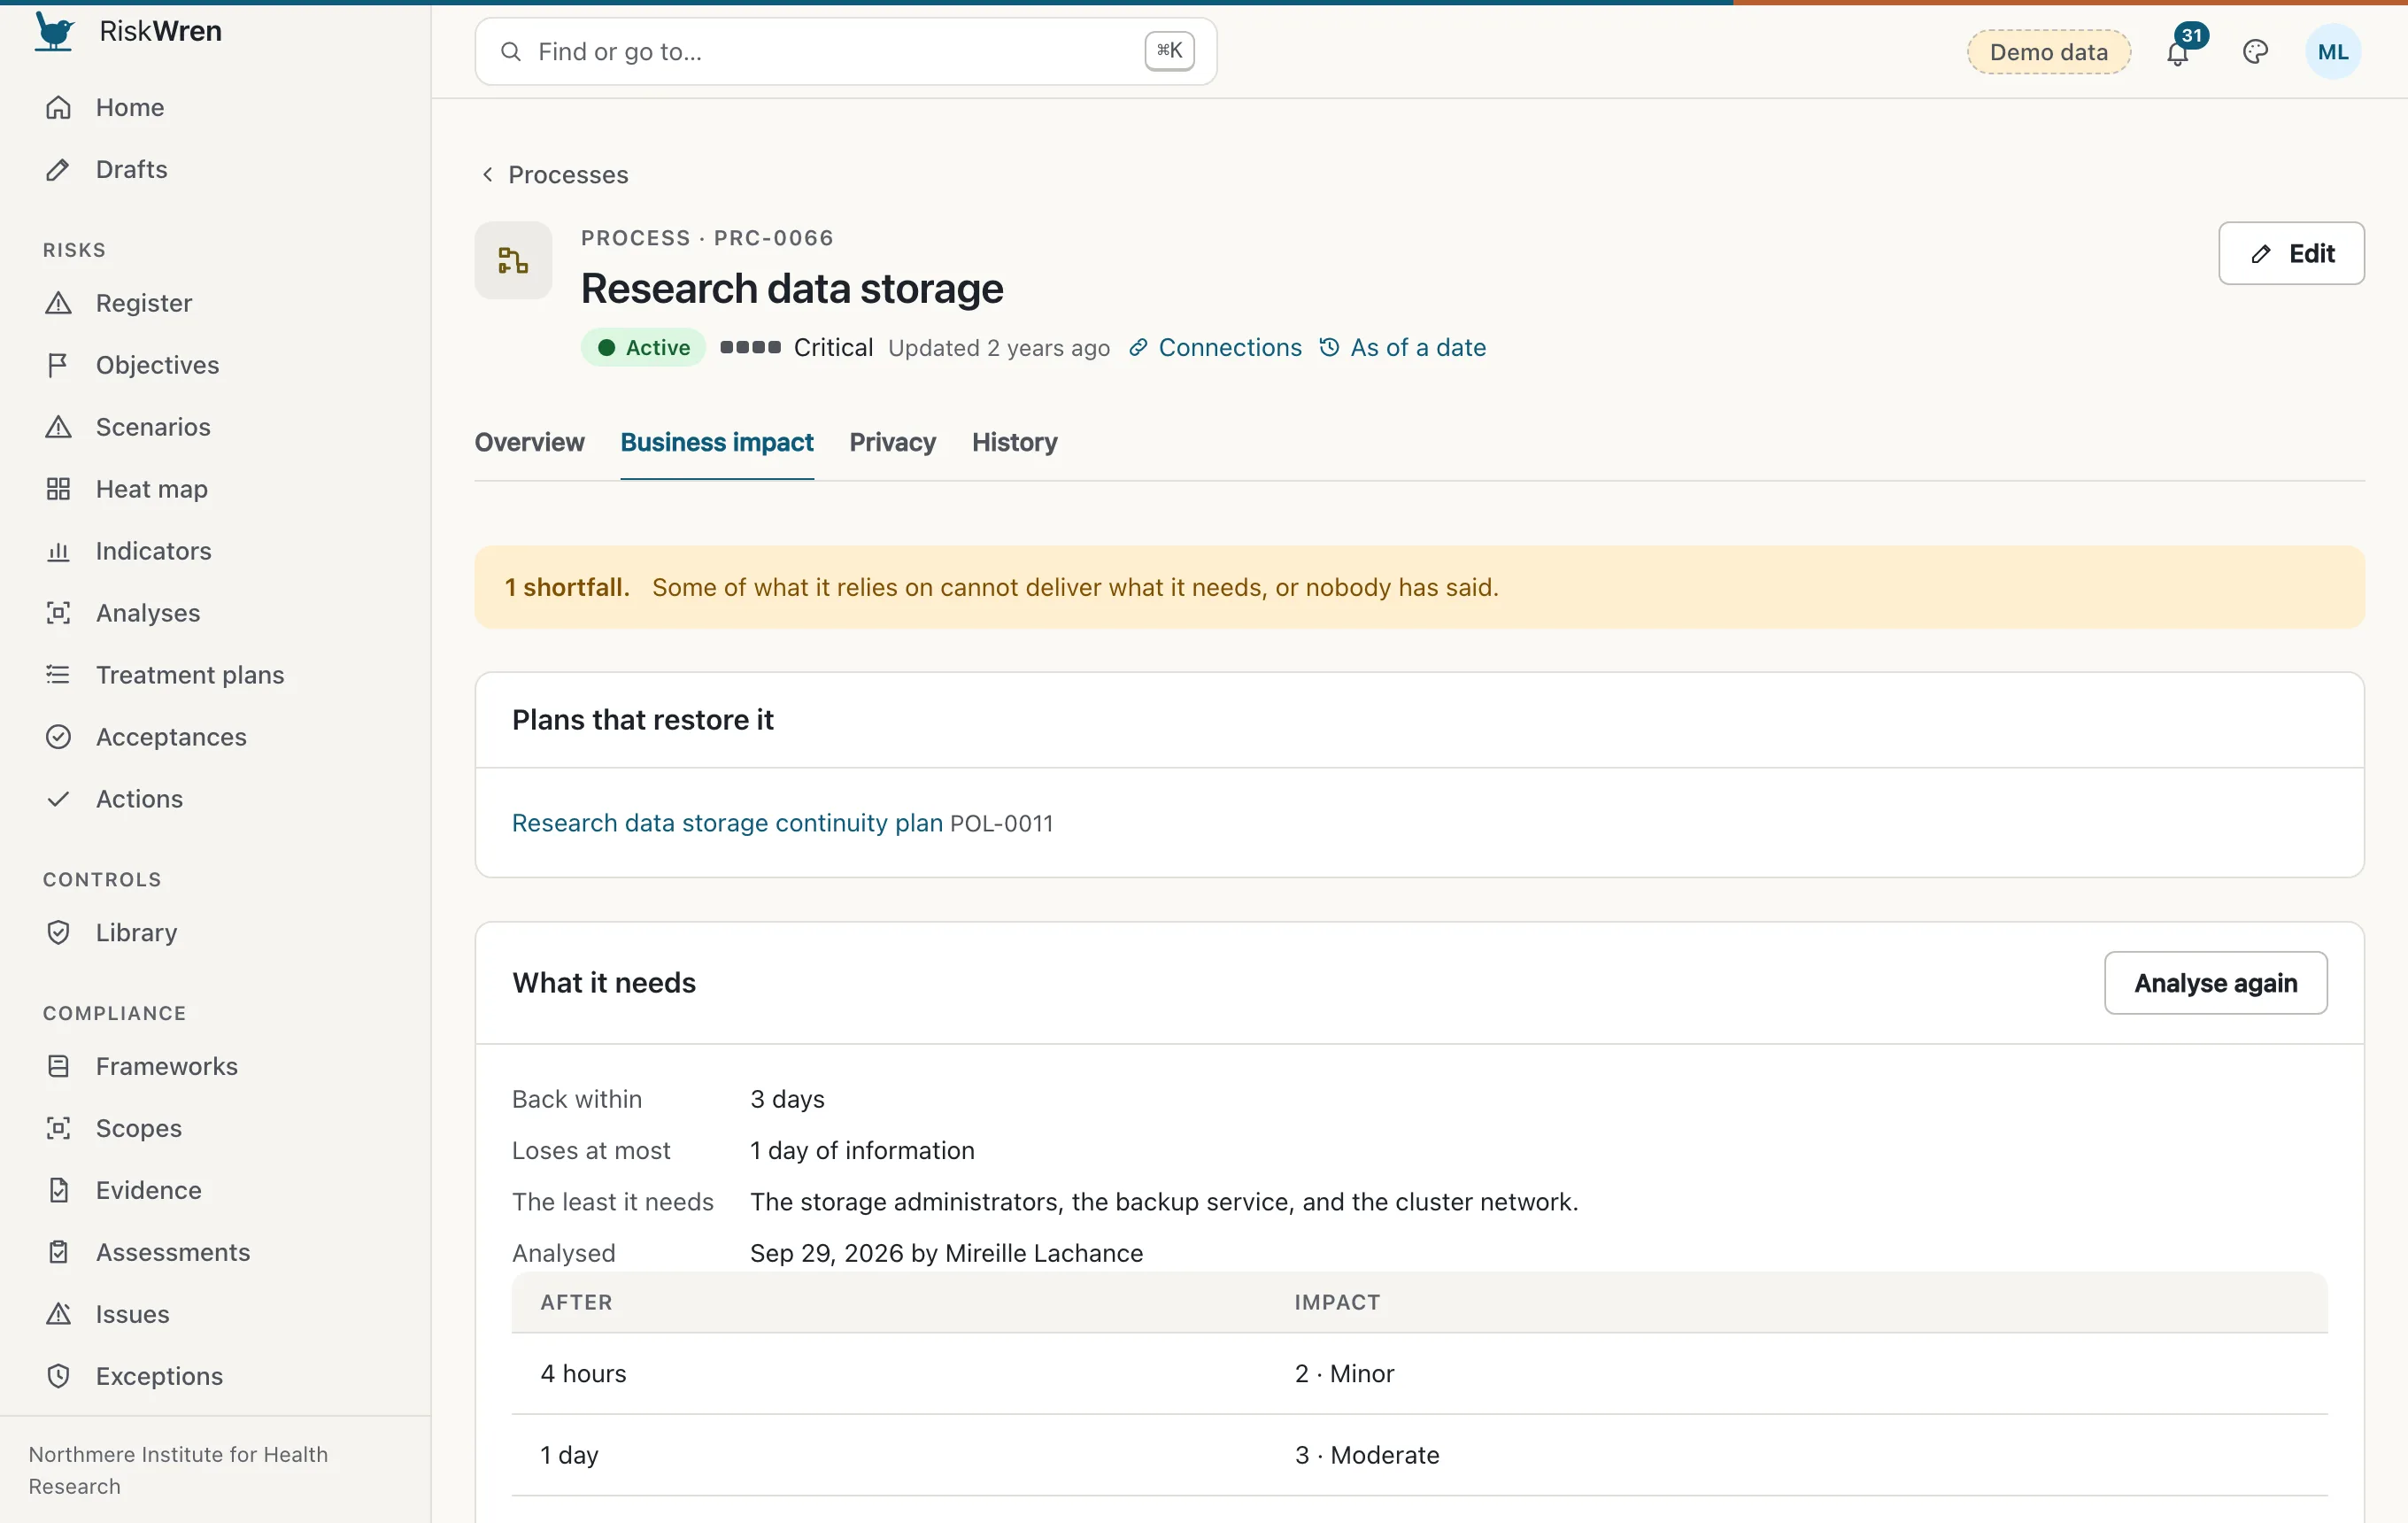 RiskWren
Home
Drafts
RISKS
Register
Objectives
Scenarios
Heat map
Indicators
Analyses
Treatment plans
Acceptances
Actions
CONTROLS
Library
COMPLIANCE
Frameworks
Scopes
Evidence
Assessments
Issues
Exceptions
Northmere Institute for Health
Research
Find or go to...
⌘K
Demo data
31
ML
Processes
PROCESS · PRC-0066
Research data storage
Edit
Active Critical Updated 2 years ago Connections As of a date
Overview Business impact Privacy History
1 shortfall. Some of what it relies on cannot deliver what it needs, or nobody has said.
Plans that restore it
Research data storage continuity plan POL-0011
What it needs
Analyse again
Back within 3 days
Loses at most 1 day of information
The least it needs The storage administrators, the backup service, and the cluster network.
Analysed Sep 29, 2026 by Mireille Lachance
AFTER IMPACT
4 hours 2 · Minor
1 day 3 · Moderate